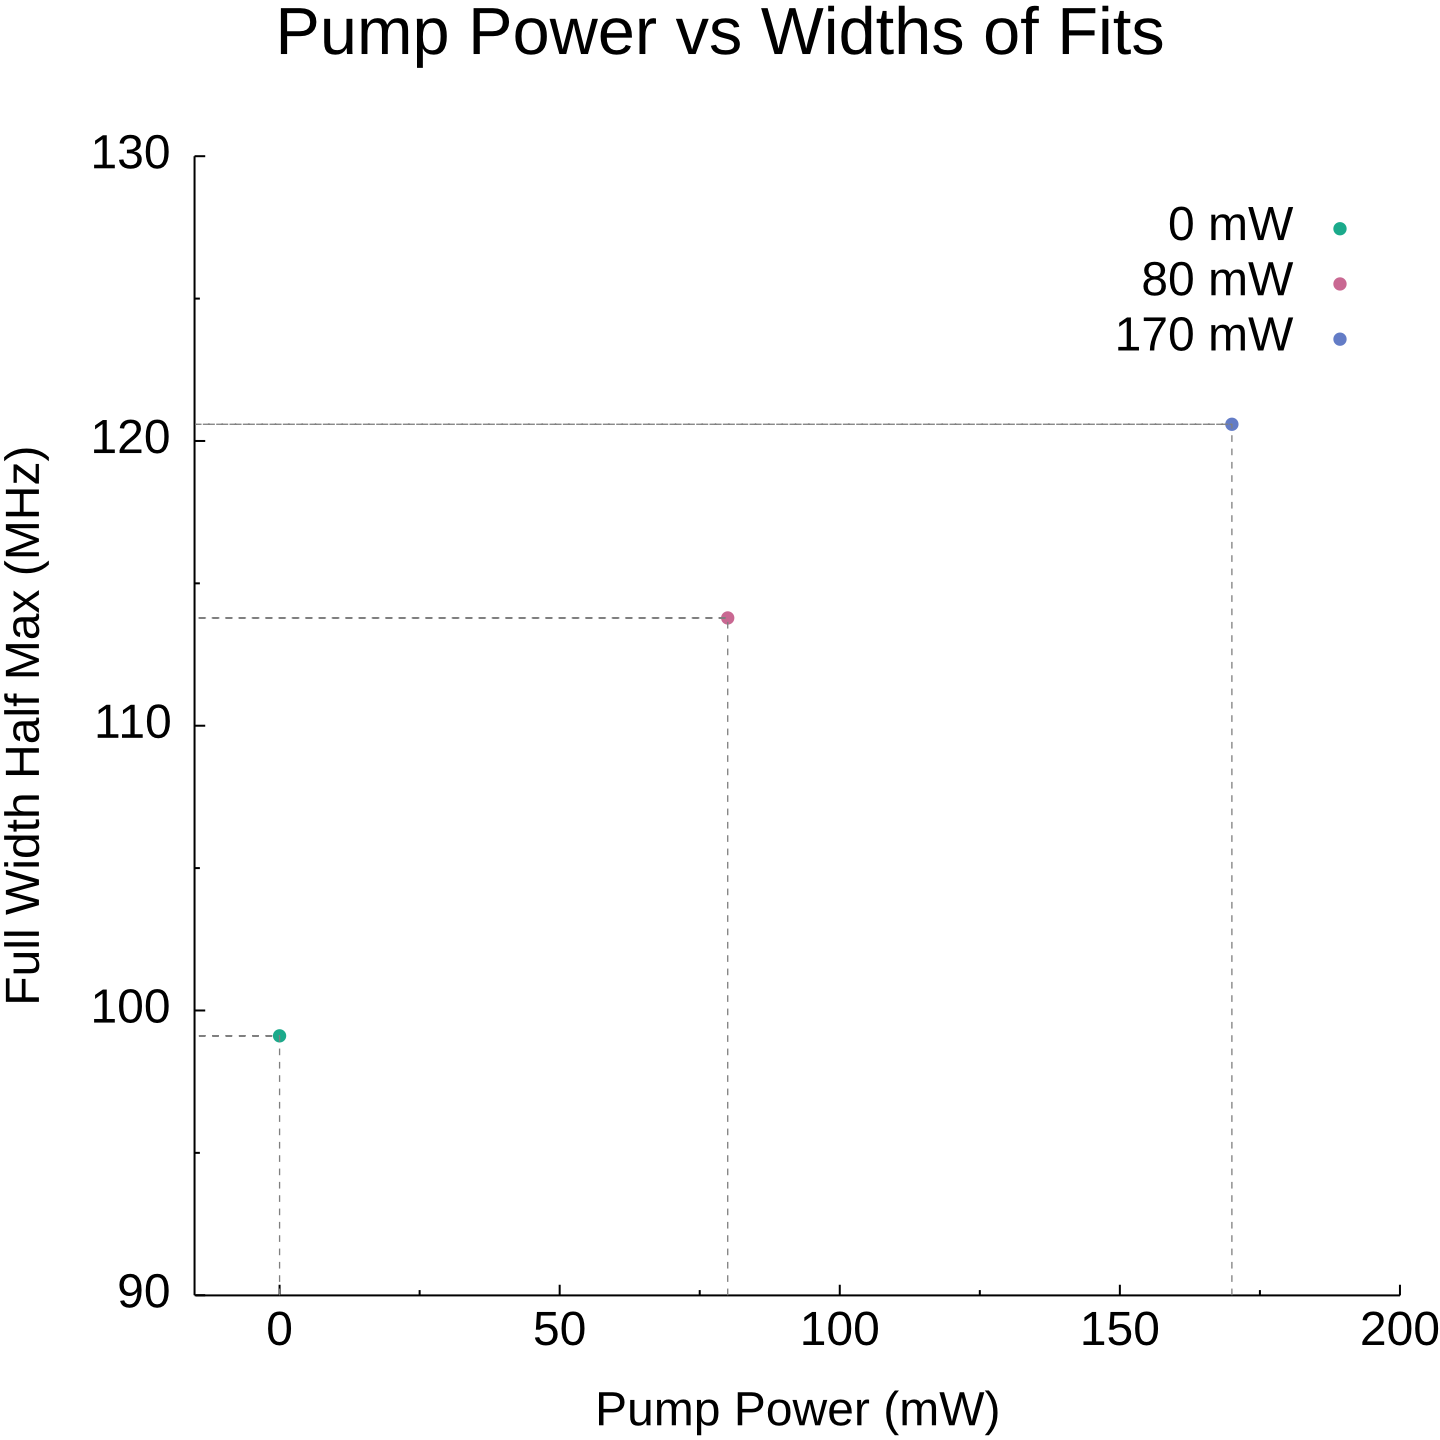 Pump Power vs Widths of Fits
130
0 mW
80 mW
170 mW
120
110
100
90
Full Width Half Max (MHz)
0 50 100 150 200
Pump Power (mW)